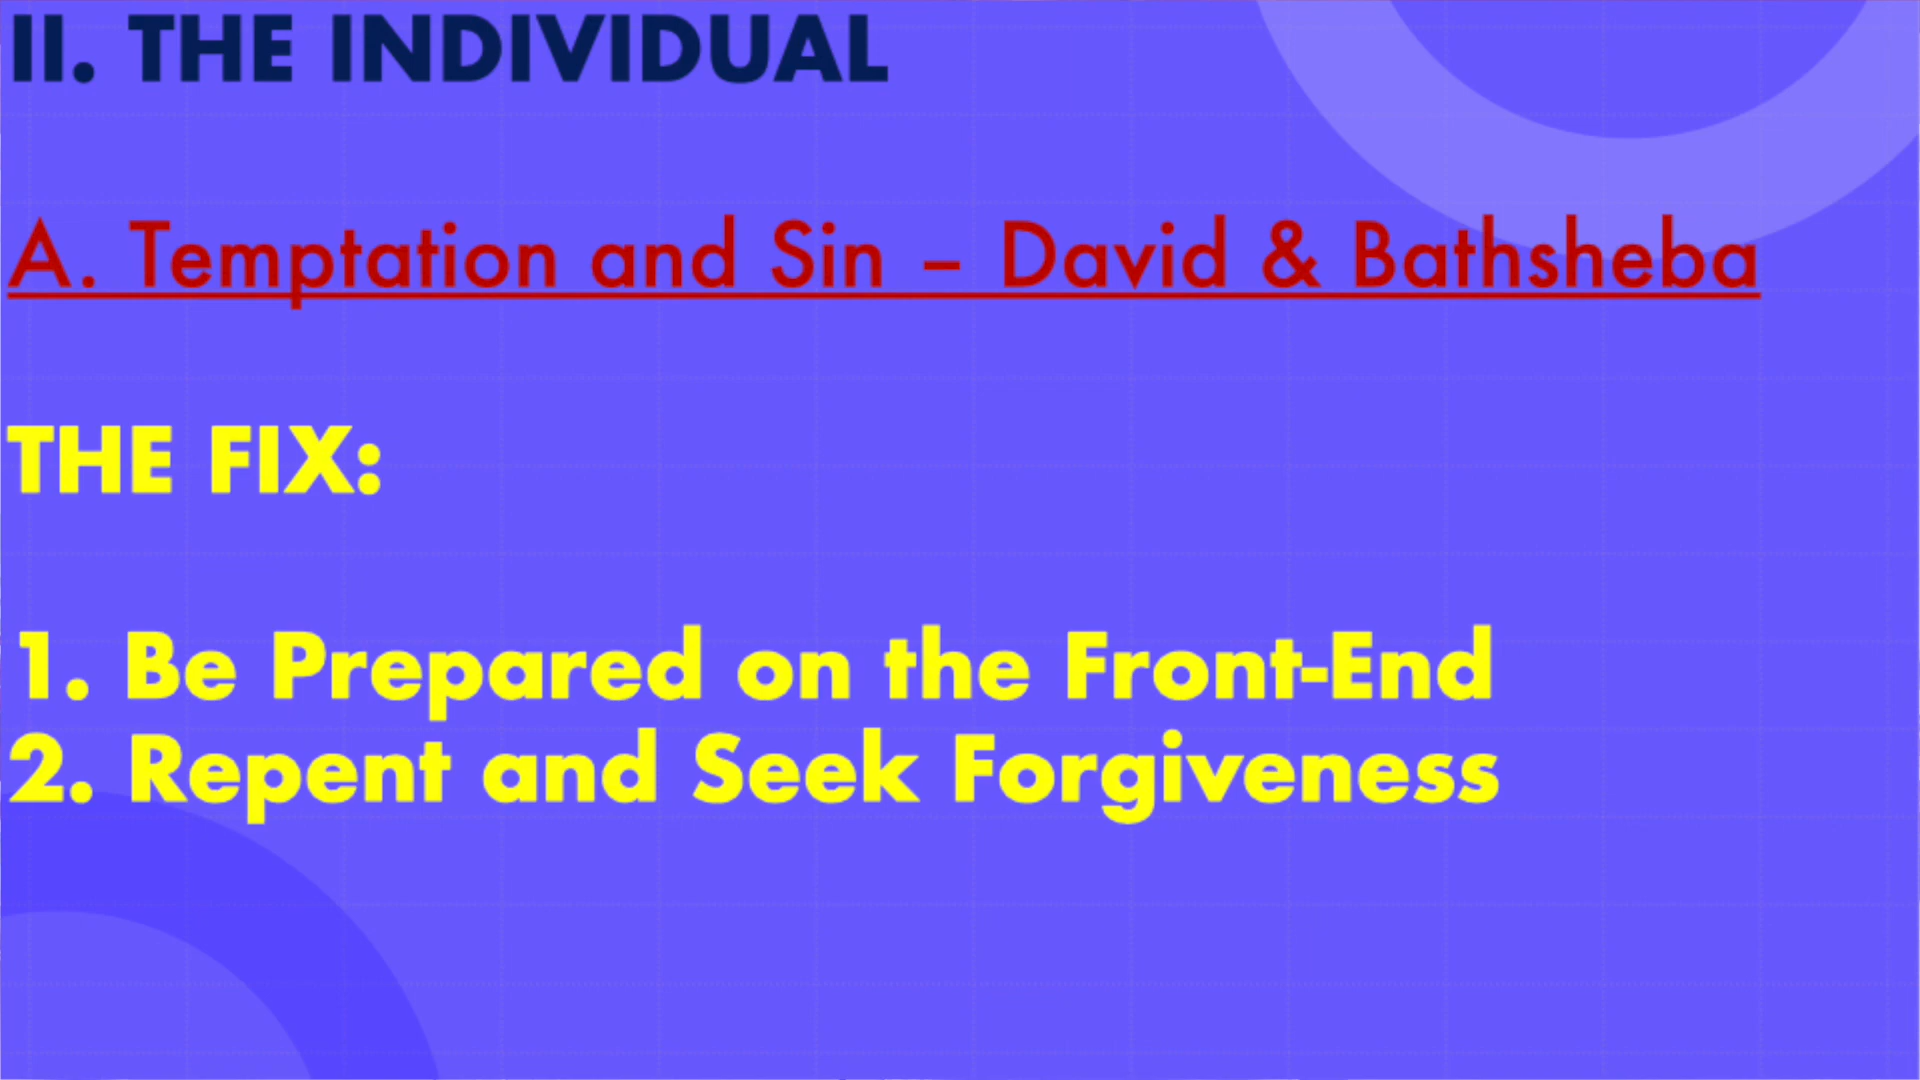 II. THE INDIVIDUAL
A. Temptation and Sin – David & Bathsheba
THE FIX:
1. Be Prepared on the Front-End
2. Repent and Seek Forgiveness